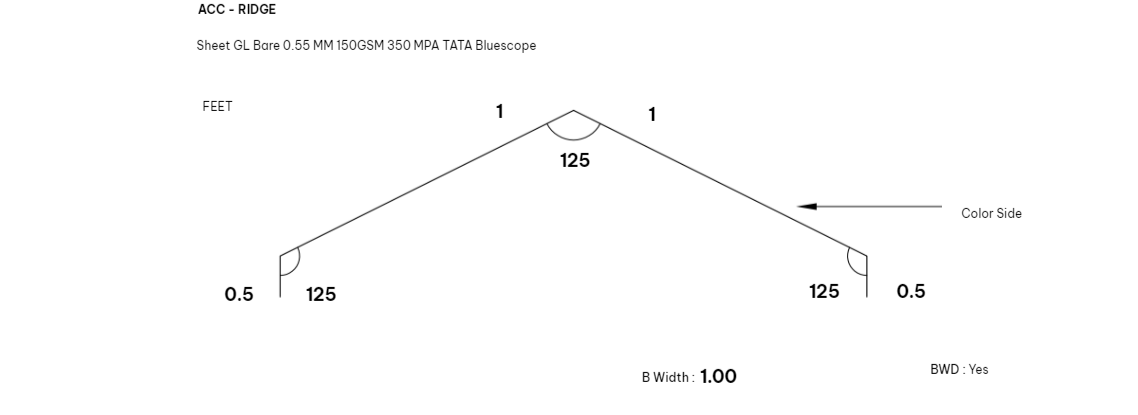 ACC - RIDGE
Sheet GL Bare 0.55 MM 150GSM 350 MPA TATA Bluescope
FEET
1
1
125
Color Side
0.5
125
125
0.5
B Width : 1.00
BWD : Yes